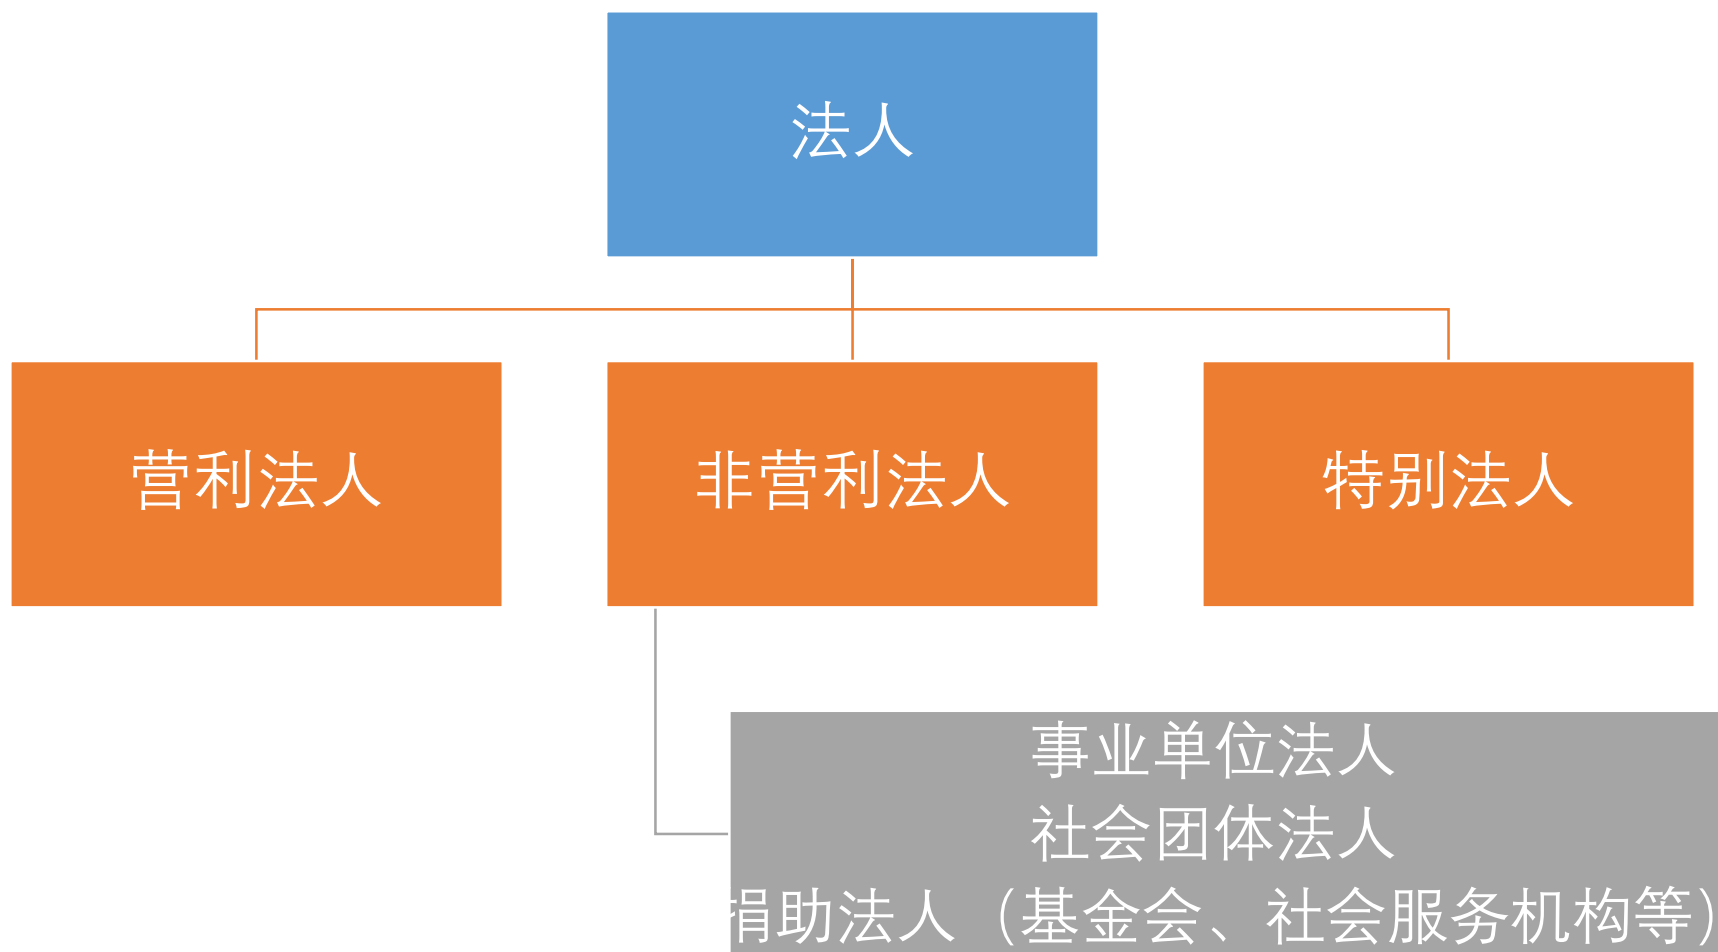 法人
营利法人
非营利法人
特别法人
事业单位法人
社会团体法人
捐助法人（基金会、社会服务机构等）